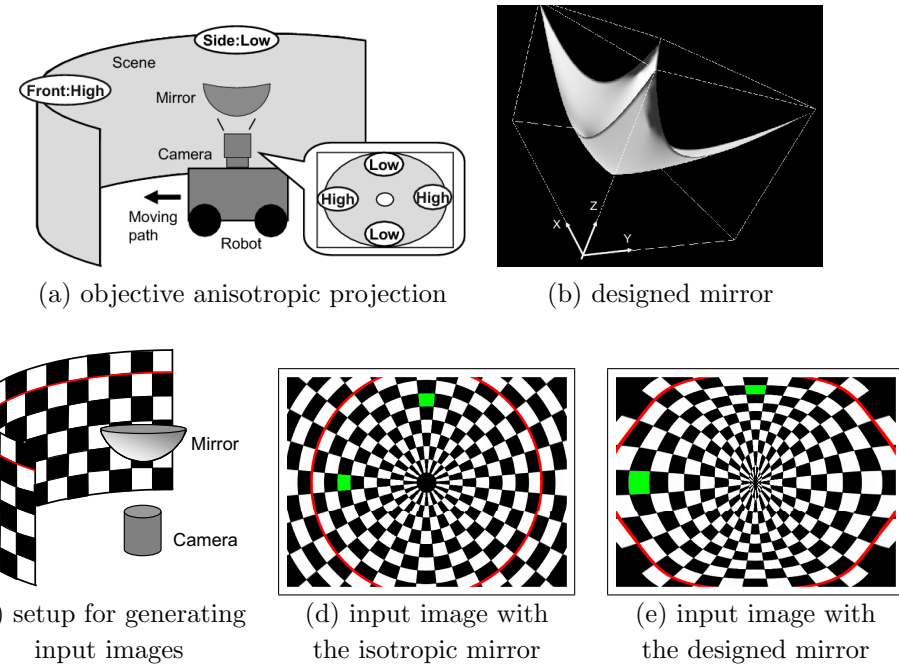 Side:Low
Scene
Front:High
Mirror
Camera
Low
High
High
Low
Moving
path
Robot
(a) objective anisotropic projection
X
Z
Y
(b) designed mirror
Mirror
Camera
) setup for generating
input images
(d) input image with
the isotropic mirror
(e) input image with
the designed mirror